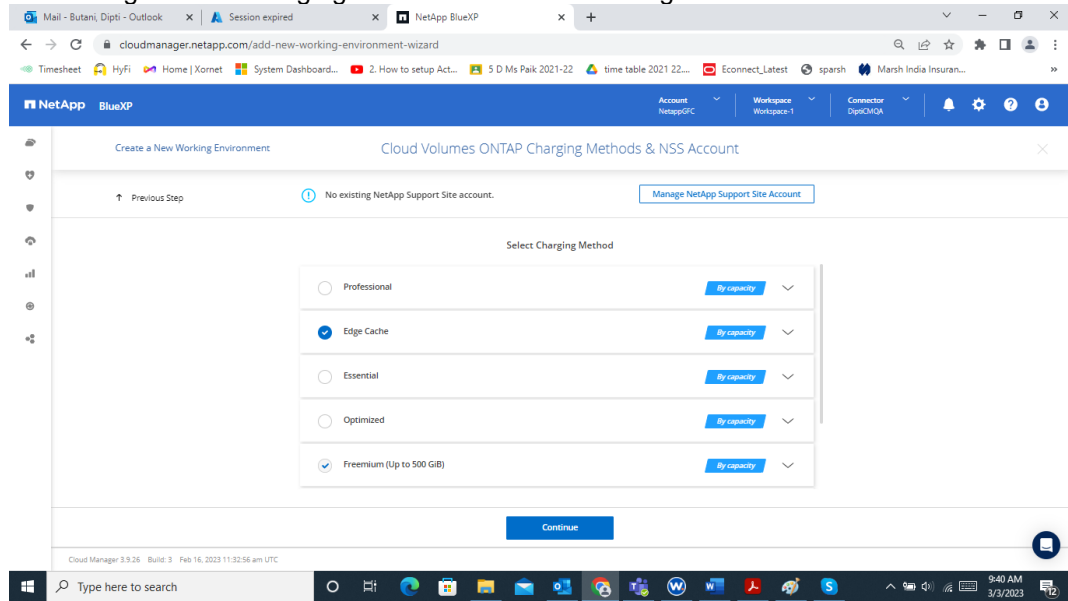 Mail - Butani, Dipti - Outlook
Session expired
NetApp BlueXP
cloudmanager.netapp.com/add-new-working-environment-wizard
Timesheet
HyFi
Home | Xornet
System Dashboard...
2. How to setup Act...
5 D Ms Paik 2021-22
time table 2021 22....
Econnect_Latest
sparsh
Marsh India Insuran...
NetApp BlueXP
Account
NetappGFC
Workspace
Workspace-1
Connector
DiptiCMQA
Create a New Working Environment
Cloud Volumes ONTAP Charging Methods & NSS Account
↑ Previous Step
No existing NetApp Support Site account.
Manage NetApp Support Site Account
Select Charging Method
Professional
By capacity
Edge Cache
By capacity
Essential
By capacity
Optimized
By capacity
Freemium (Up to 500 GiB)
By capacity
Continue
Cloud Manager 3.9.26 Build: 3 Feb 16, 2023 11:32:56 am UTC
Type here to search
9:40 AM
3/3/2023
12